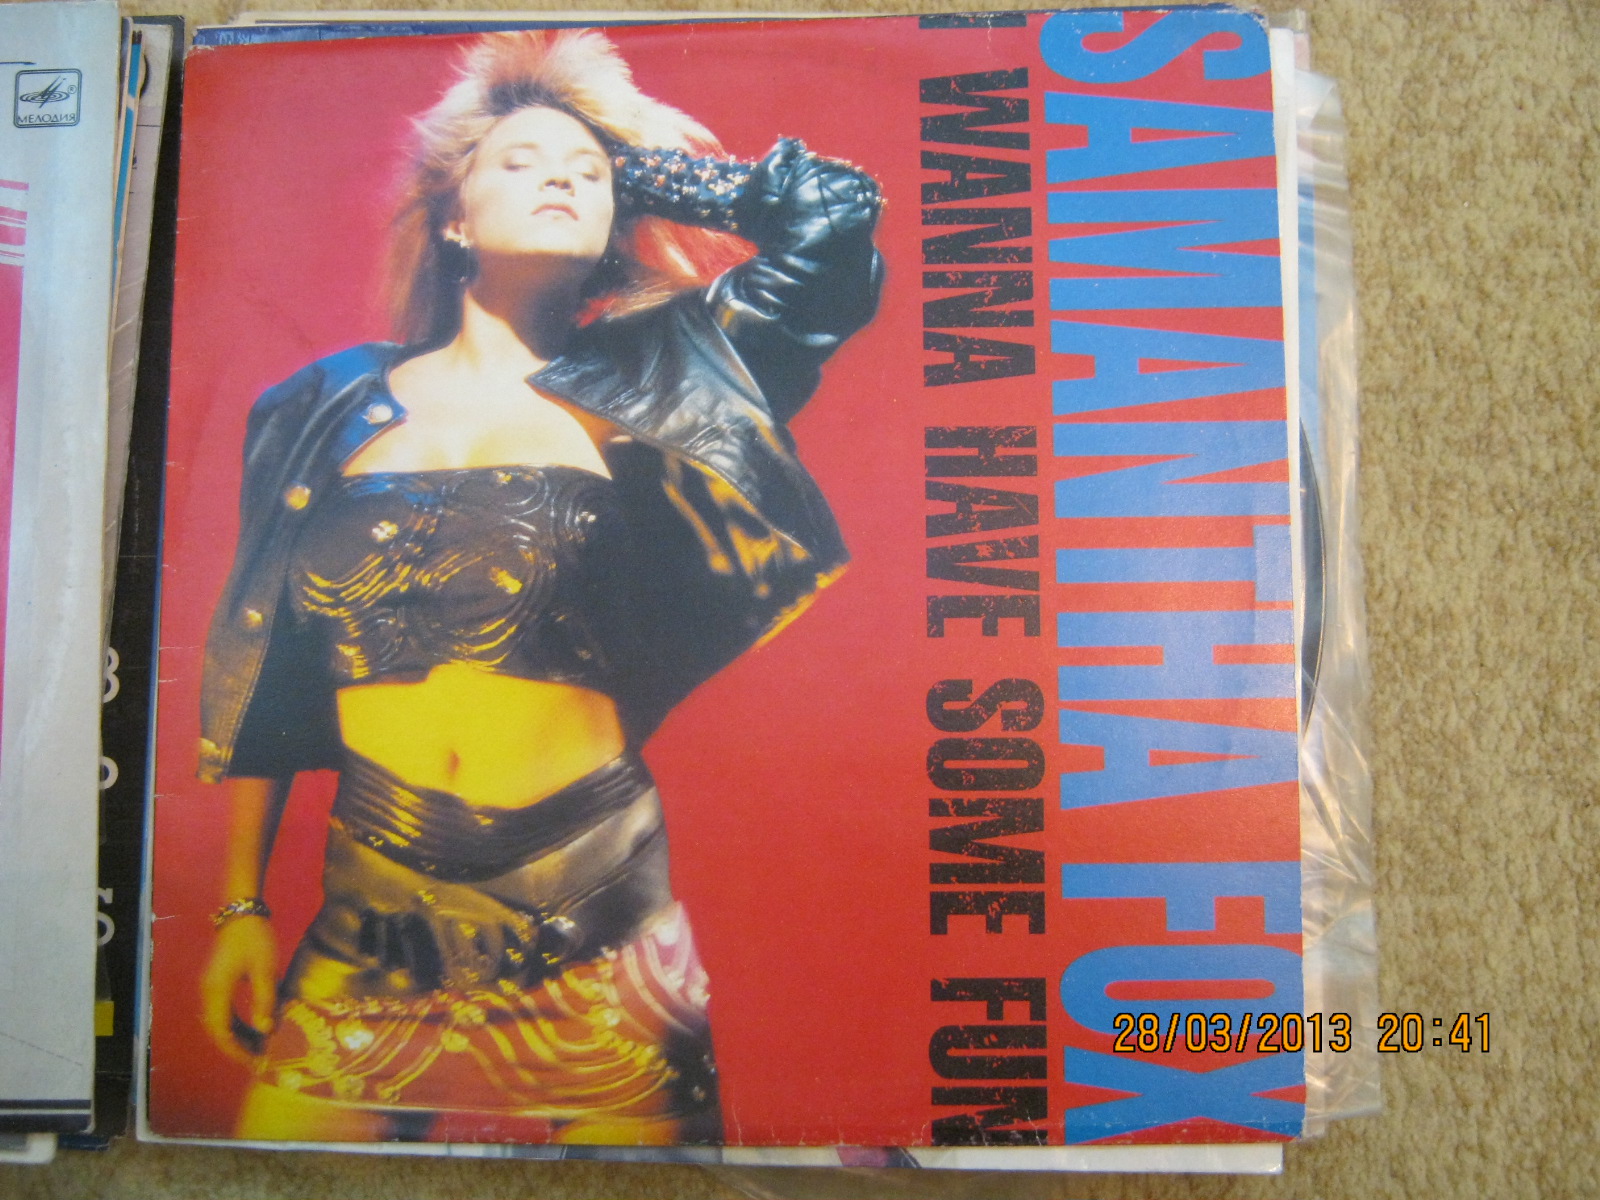 МЕЛОДИЯ
SAMANTHA FOX
I WANNA HAVE SOME FUN
28/03/2013 20:41